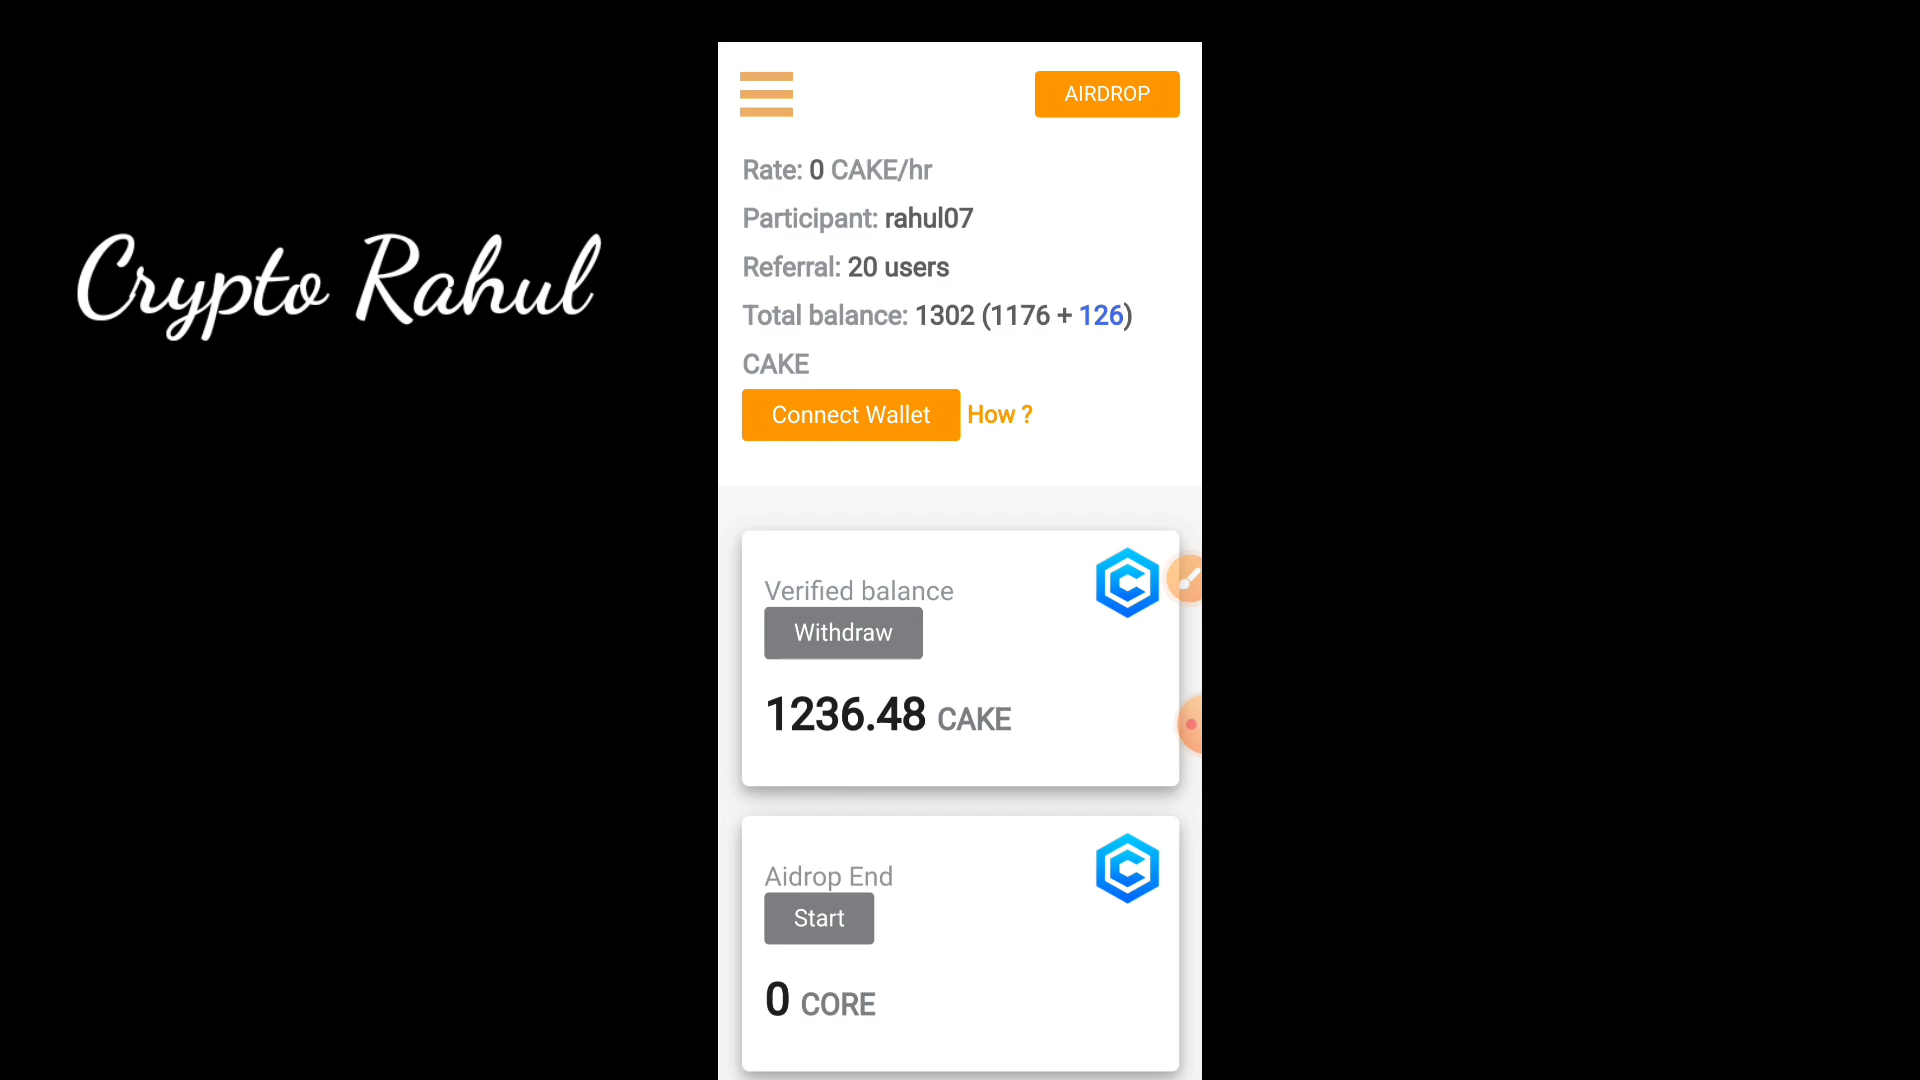 Crypto Rahul
AIRDROP
Rate: 0 CAKE/hr
Participant: rahul07
Referral: 20 users
Total balance: 1302 (1176 + 126)
CAKE
Connect Wallet How ?
Verified balance
Withdraw
1236.48 CAKE
Aidrop End
Start
0 CORE